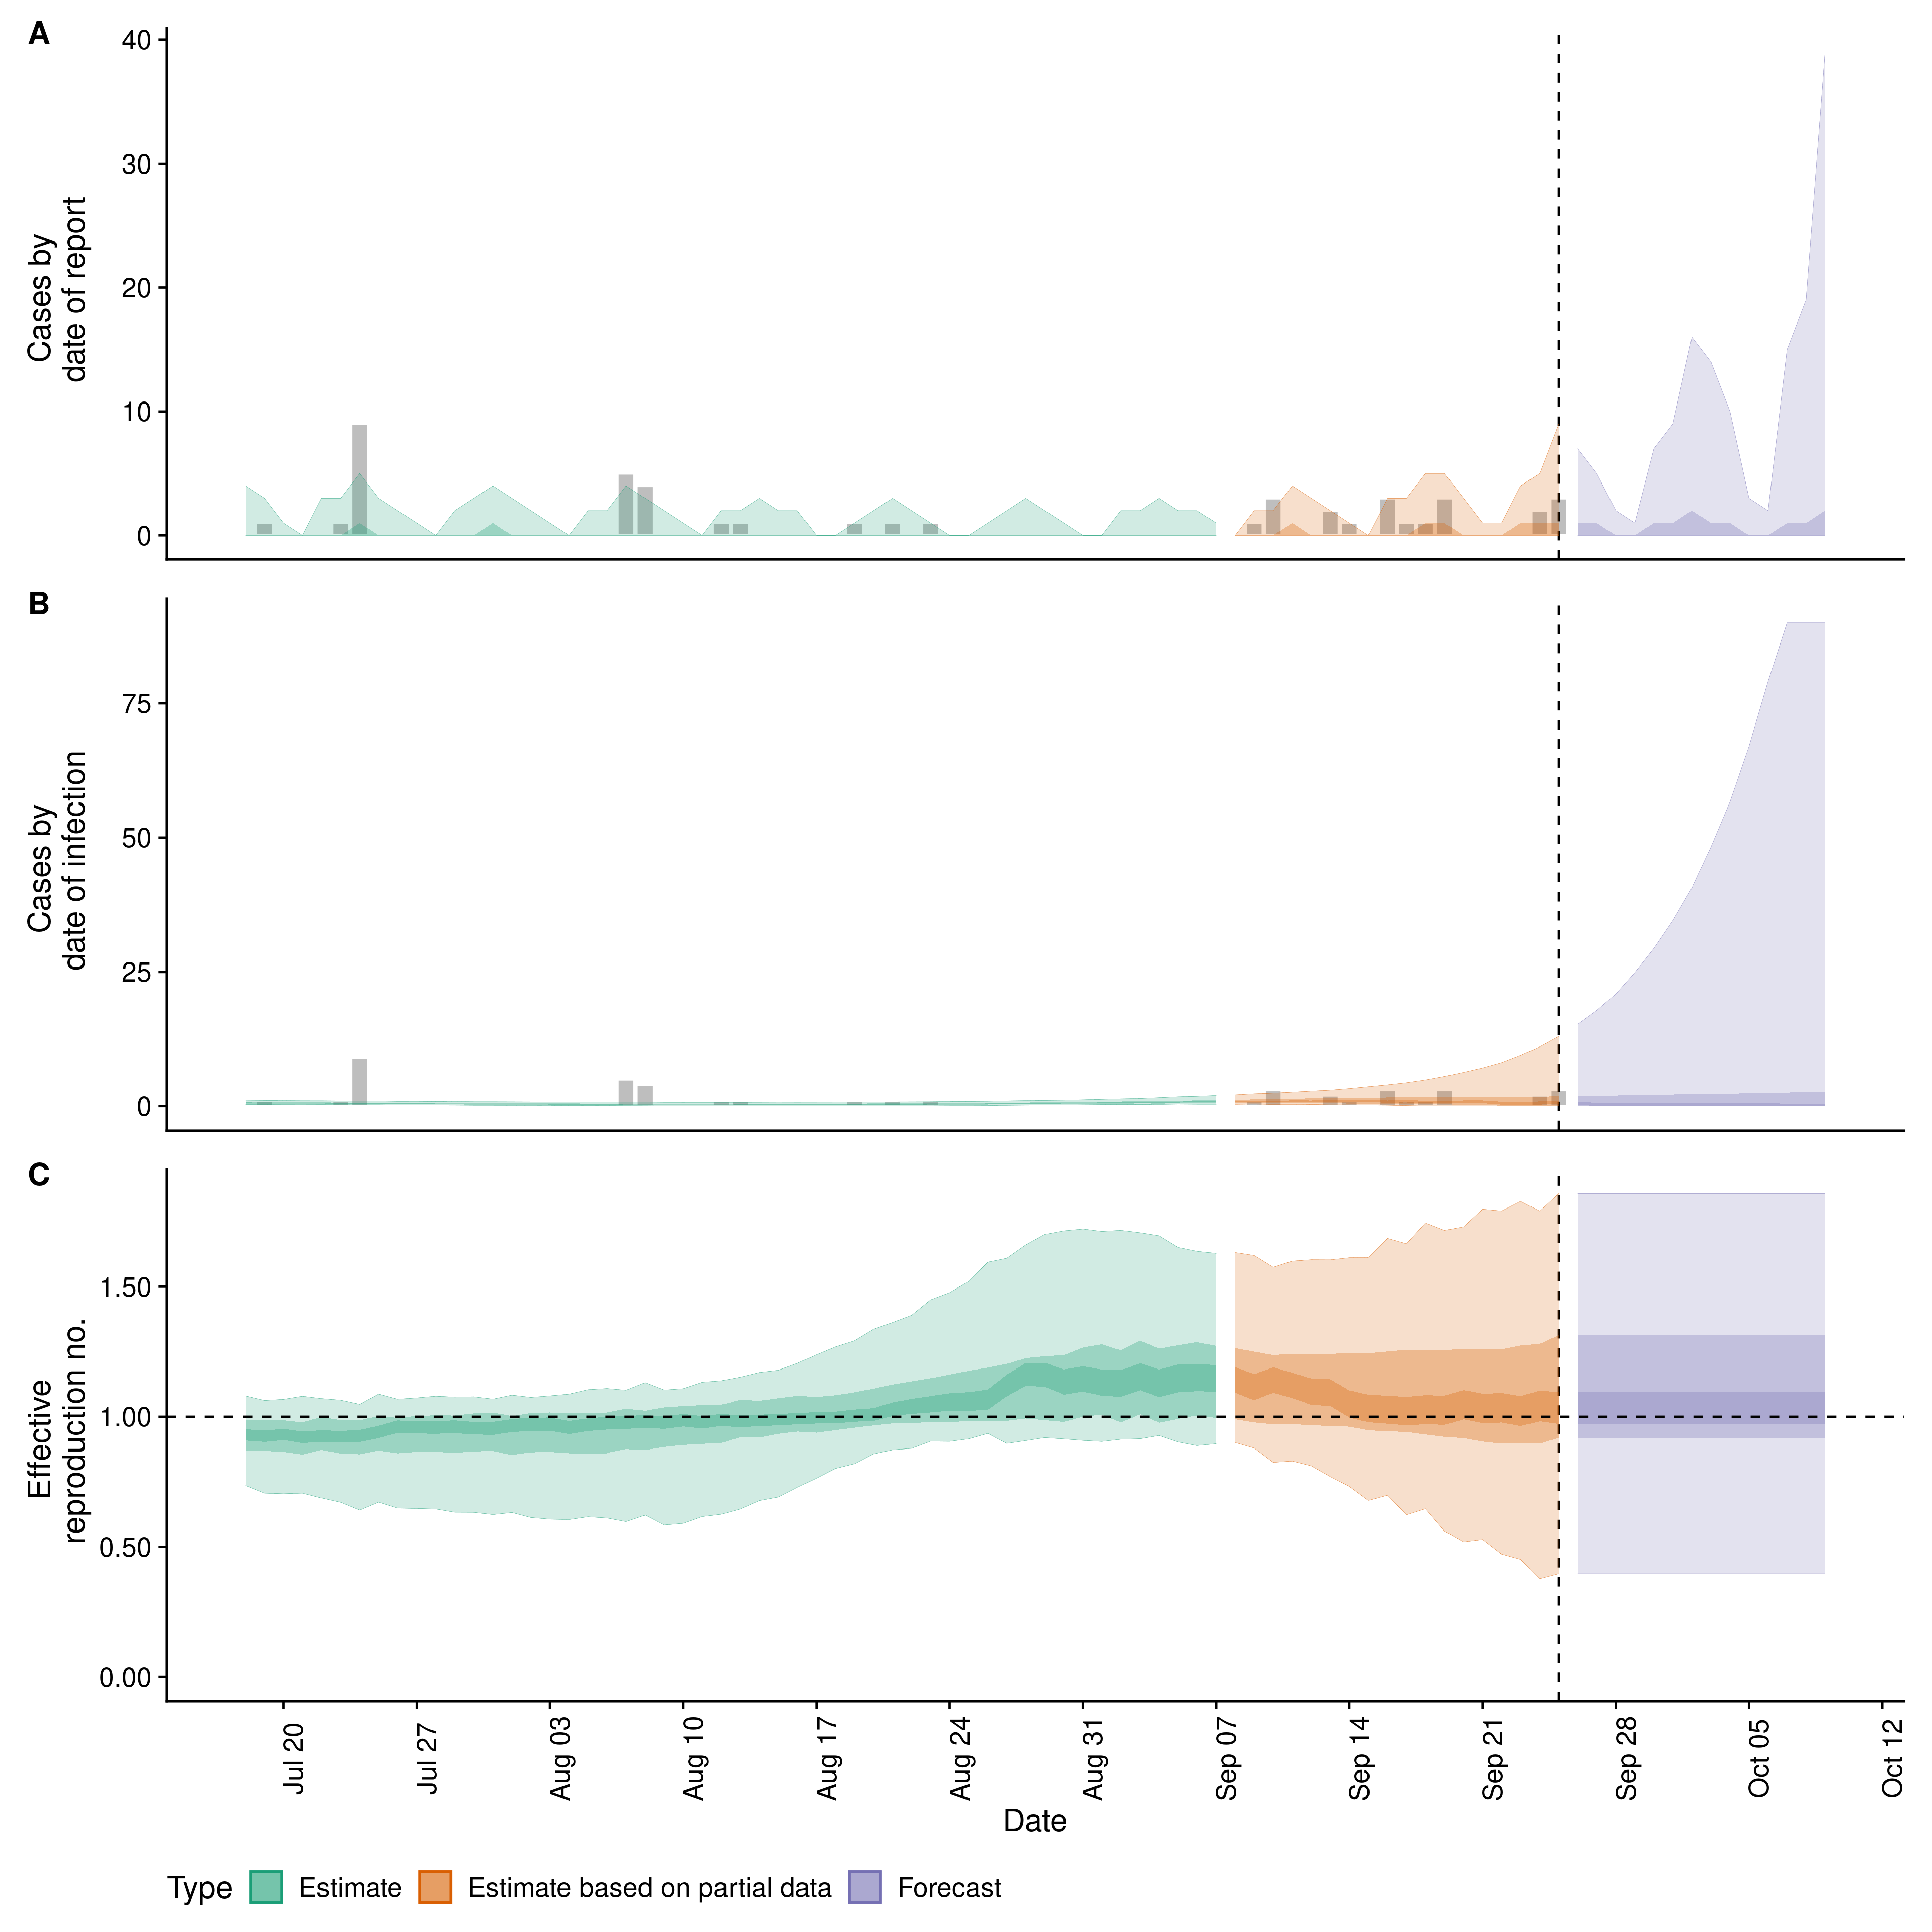 A
Cases by
date of report
40
30
20
10
0
B
Cases by
date of infection
75
50
25
0
C
Effective
reproduction no.
1.50
1.00
0.50
0.00
Jul 20
Jul 27
Aug 03
Aug 10
Aug 17
Aug 24
Aug 31
Sep 07
Sep 14
Sep 21
Sep 28
Oct 05
Oct 12
Date
Type Estimate Estimate based on partial data Forecast